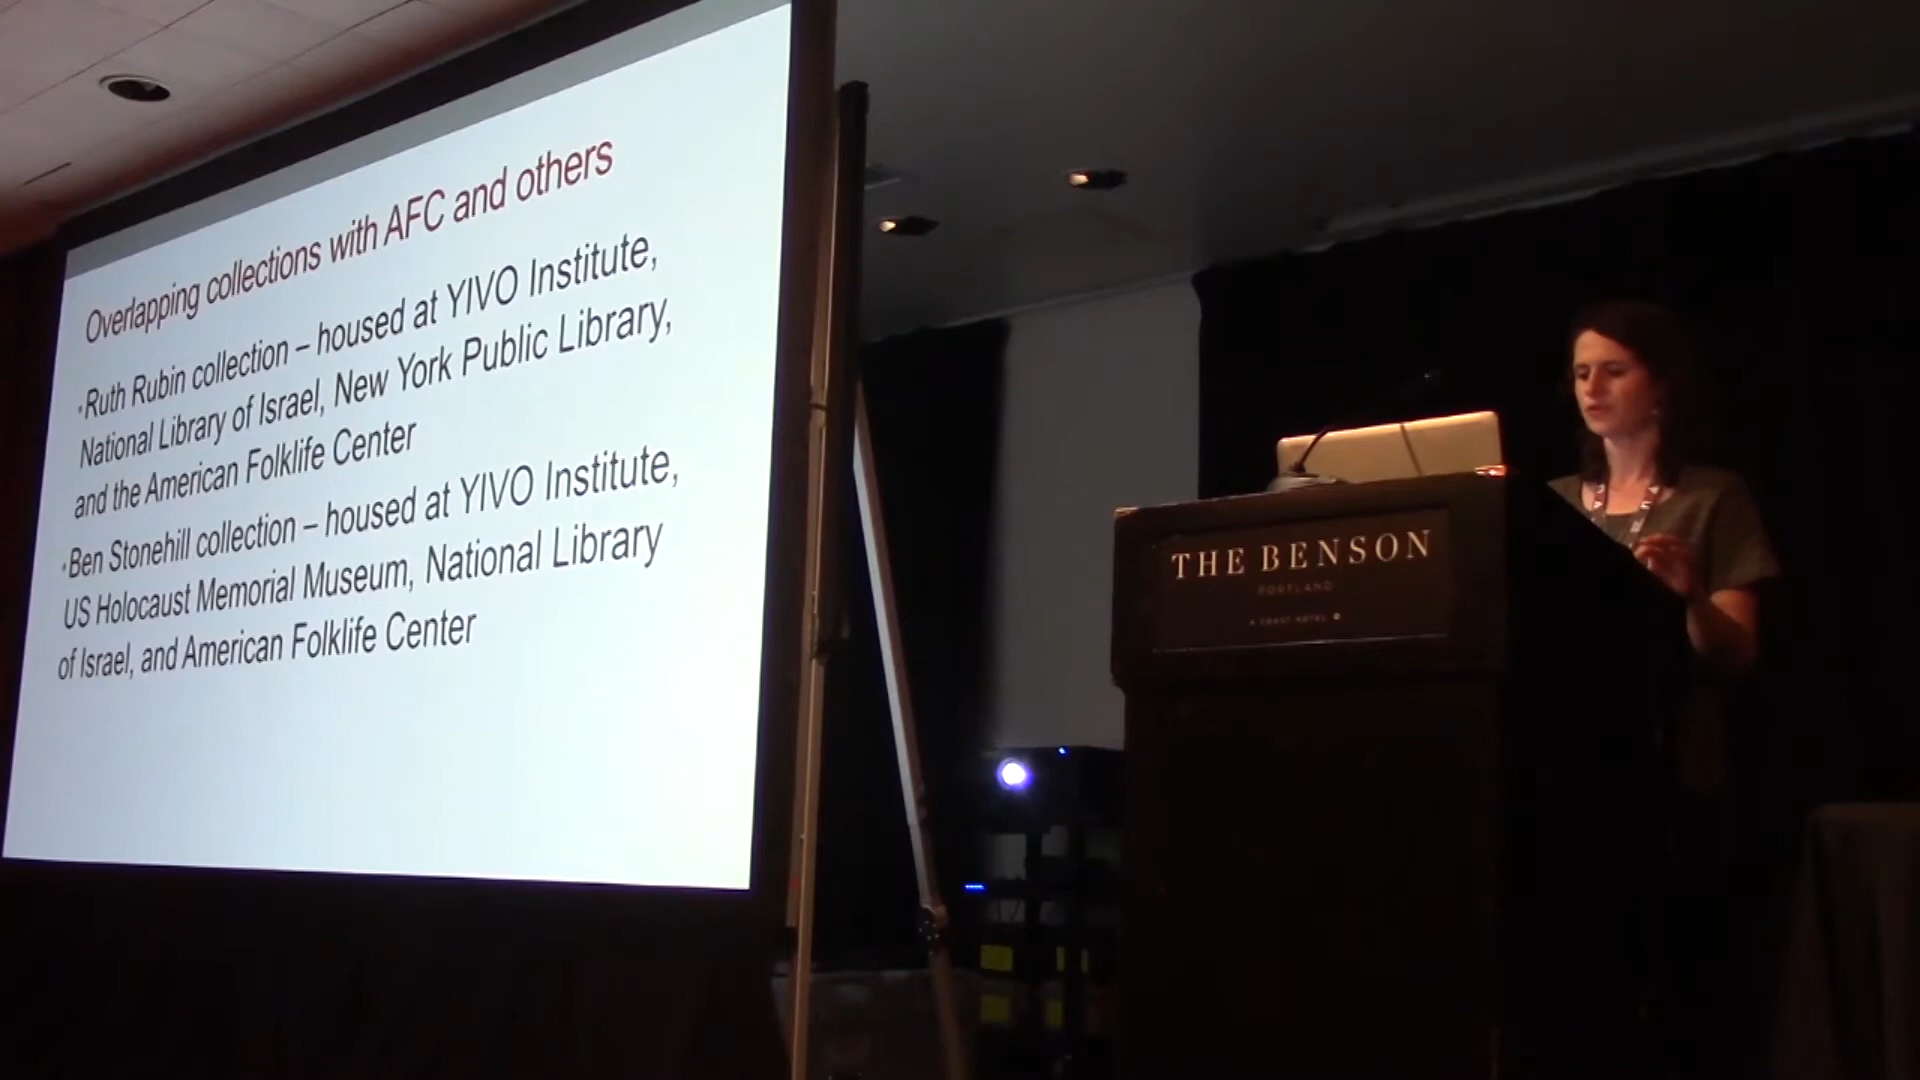 Overlapping collections with AFC and others
•Ruth Rubin collection – housed at YIVO Institute,
National Library of Israel, New York Public Library,
and the American Folklife Center
•Ben Stonehill collection – housed at YIVO Institute,
US Holocaust Memorial Museum, National Library
of Israel, and American Folklife Center
THE BENSON
PORTLAND
A COAST HOTEL